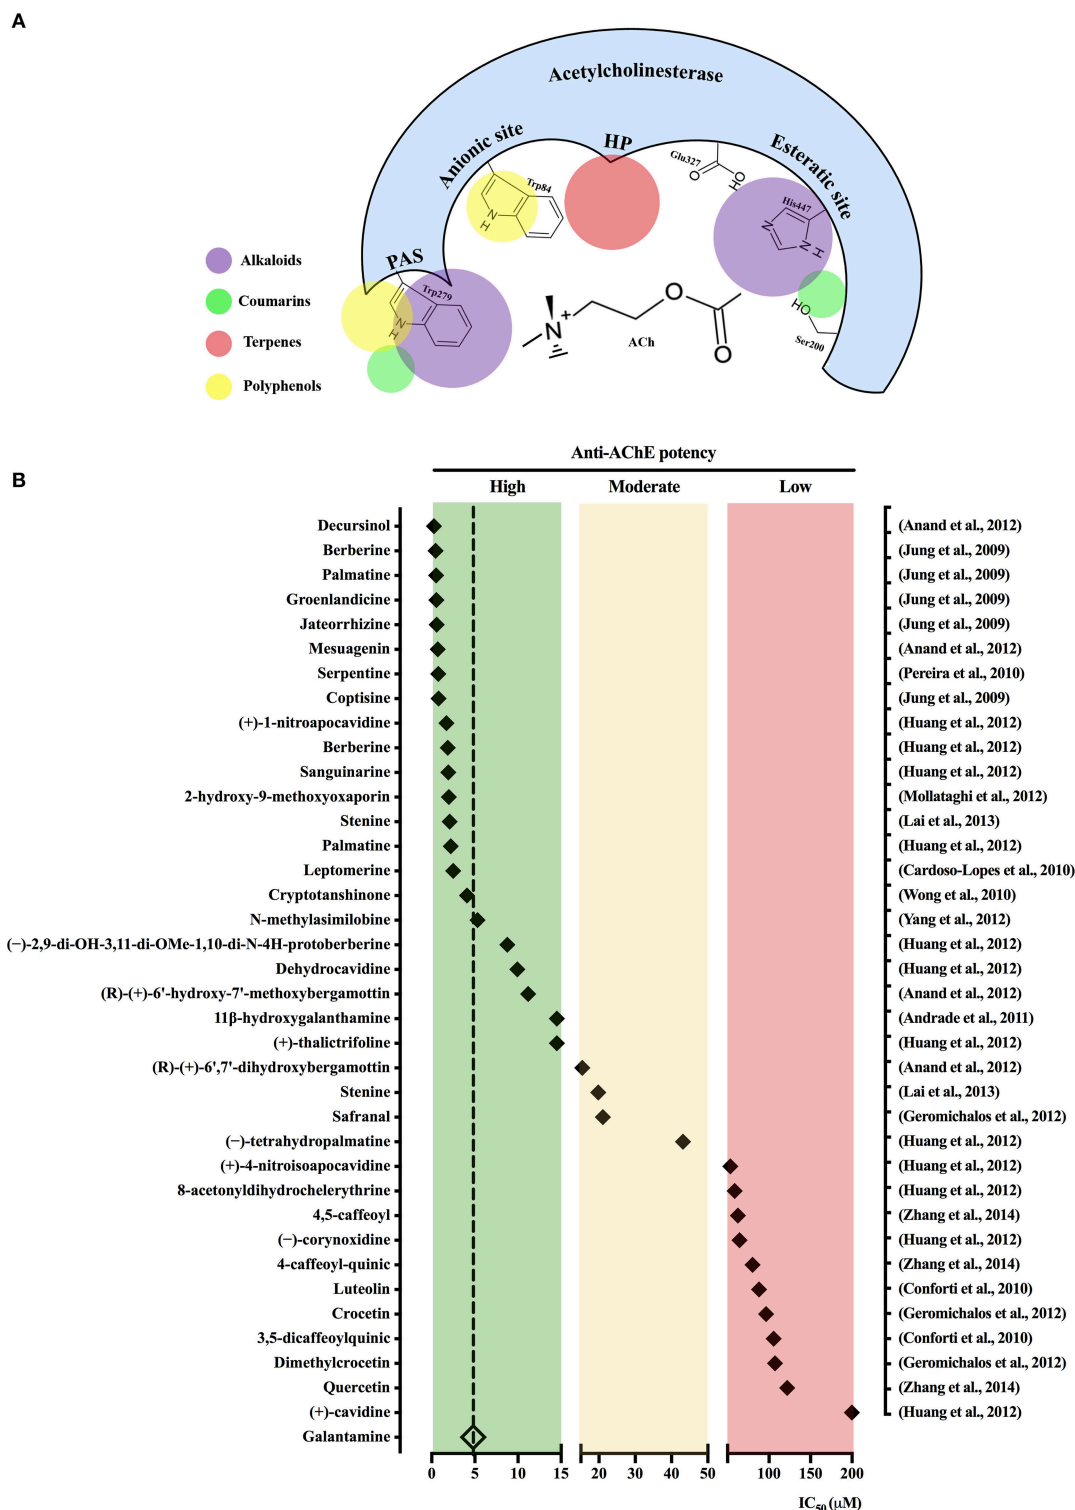 A
Acetylcholinesterase
Anionic site
HP
Esteratic site
Glu327
O
HO
Trp84
N
H
His447
N
N
H
PAS
Trp279
N
H
HO
Ser200
Alkaloids
Coumarins
Terpenes
Polyphenols
N
+
O
O
ACh
Anti-AChE potency
B
High Moderate Low
Decursinol (Anand et al., 2012)
Berberine (Jung et al., 2009)
Palmatine (Jung et al., 2009)
Groenlandicine (Jung et al., 2009)
Jateorrhizine (Jung et al., 2009)
Mesuagenin (Anand et al., 2012)
Serpentine (Pereira et al., 2010)
Coptisine (Jung et al., 2009)
(+)-1-nitroapocavidine (Huang et al., 2012)
Berberine (Huang et al., 2012)
Sanguinarine (Huang et al., 2012)
2-hydroxy-9-methoxyoxaporin (Mollataghi et al., 2012)
Stenine (Lai et al., 2013)
Palmatine (Huang et al., 2012)
Leptomerine (Cardoso-Lopes et al., 2010)
Cryptotanshinone (Wong et al., 2010)
N-methylasimilobine (Yang et al., 2012)
(−)-2,9-di-OH-3,11-di-OMe-1,10-di-N-4H-protoberberine (Huang et al., 2012)
Dehydrocavidine (Huang et al., 2012)
(R)-(+)-6'-hydroxy-7'-methoxybergamottin (Anand et al., 2012)
11β-hydroxygalanthamine (Andrade et al., 2011)
(+)-thalictrifoline (Huang et al., 2012)
(R)-(+)-6',7'-dihydroxybergamottin (Anand et al., 2012)
Stenine (Lai et al., 2013)
Safranal (Geromichalos et al., 2012)
(−)-tetrahydropalmatine (Huang et al., 2012)
(+)-4-nitroisoapocavidine (Huang et al., 2012)
8-acetonyldihydrochelerythrine (Huang et al., 2012)
4,5-caffeoyl (Zhang et al., 2014)
(−)-corynoxidine (Huang et al., 2012)
4-caffeoyl-quinic (Zhang et al., 2014)
Luteolin (Conforti et al., 2010)
Crocetin (Geromichalos et al., 2012)
3,5-dicaffeoylquinic (Conforti et al., 2010)
Dimethylcrocetin (Geromichalos et al., 2012)
Quercetin (Zhang et al., 2014)
(+)-cavidine (Huang et al., 2012)
Galantamine
0 5 10 15 20 30 40 50 100 150 200
IC50 (μM)